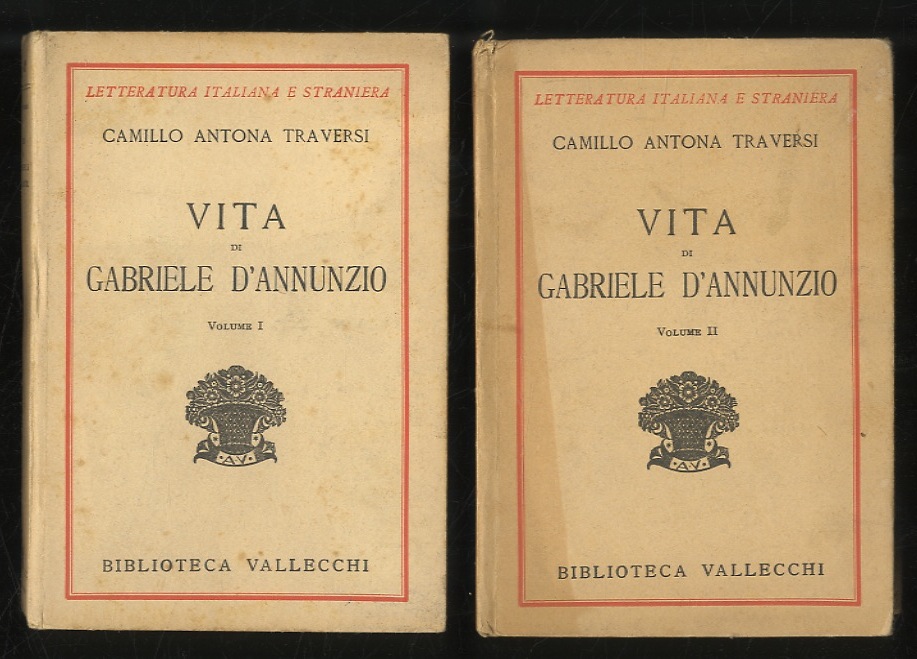 LETTERATURA ITALIANA E STRANIERA
CAMILLO ANTONA TRAVERSI
VITA
DI
GABRIELE D'ANNUNZIO
VOLUME I
A.V.
BIBLIOTECA VALLECCHI
LETTERATURA ITALIANA E STRANIERA
CAMILLO ANTONA TRAVERSI
VITA
DI
GABRIELE D'ANNUNZIO
VOLUME II
A.V.
BIBLIOTECA VALLECCHI